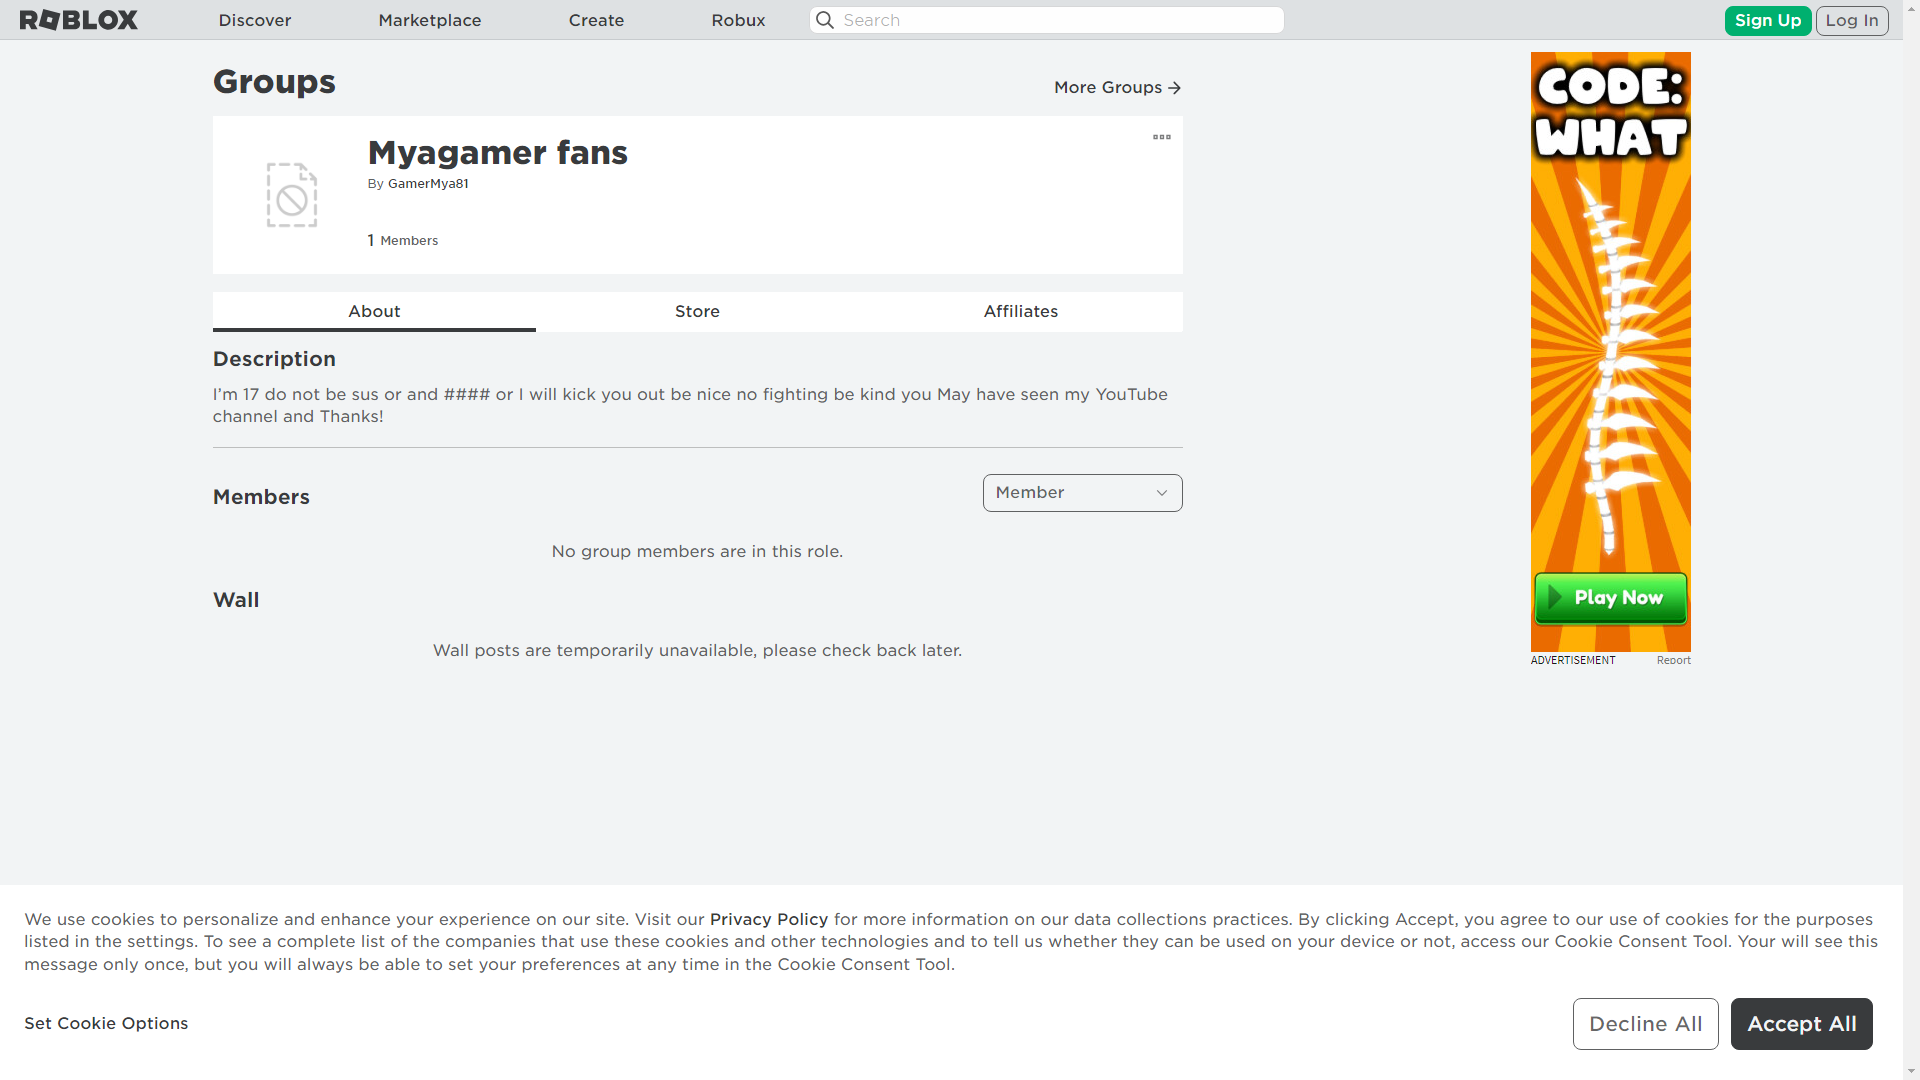 ROBLOX
Discover
Marketplace
Create
Robux
Search
Sign Up
Log In
Groups
More Groups
Myagamer fans
By GamerMya81
1 Members
About
Store
Affiliates
Description
I’m 17 do not be sus or and #### or I will kick you out be nice no fighting be kind you May have seen my YouTube
channel and Thanks!
Members
Member
No group members are in this role.
Wall
Wall posts are temporarily unavailable, please check back later.
CODE:
WHAT
Play Now
ADVERTISEMENT
Report
We use cookies to personalize and enhance your experience on our site. Visit our Privacy Policy for more information on our data collections practices. By clicking Accept, you agree to our use of cookies for the purposes
listed in the settings. To see a complete list of the companies that use these cookies and other technologies and to tell us whether they can be used on your device or not, access our Cookie Consent Tool. Your will see this
message only once, but you will always be able to set your preferences at any time in the Cookie Consent Tool.
Set Cookie Options
Decline All
Accept All